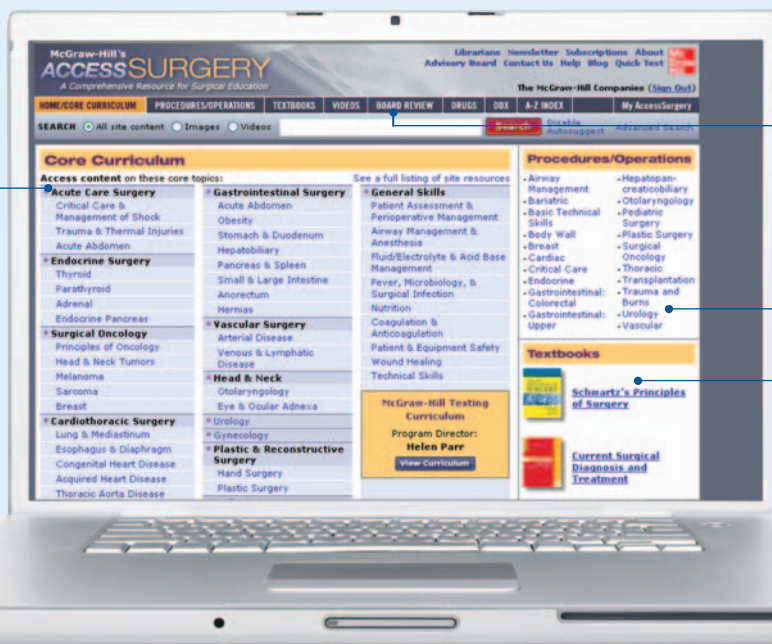 McGraw-Hill's
ACCESSSURGERY
A Comprehensive Resource for Surgical Education
Librarians Newsletter Subscriptions About
Advisory Board Contact Us Help Blog Quick Test
The McGraw-Hill Companies (Sign Out)
HOME/CORE CURRICULUM PROCEDURES/OPERATIONS TEXTBOOKS VIDEOS BOARD REVIEW DRUGS DDX A-Z INDEX My AccessSurgery
SEARCH All site content Images Videos Search Disable Autosuggest Advanced Search
Core Curriculum
Access content on these core topics: See a full listing of site resources
Acute Care Surgery
Critical Care &
Management of Shock
Trauma & Thermal Injuries
Acute Abdomen
Endocrine Surgery
Thyroid
Parathyroid
Adrenal
Endocrine Pancreas
Surgical Oncology
Principles of Oncology
Head & Neck Tumors
Melanoma
Sarcoma
Breast
Cardiothoracic Surgery
Lung & Mediastinum
Esophagus & Diaphragm
Congenital Heart Disease
Acquired Heart Disease
Thoracic Aorta Disease
Gastrointestinal Surgery
Acute Abdomen
Obesity
Stomach & Duodenum
Hepatobiliary
Pancreas & Spleen
Small & Large Intestine
Anorectum
Hernias
Vascular Surgery
Arterial Disease
Venous & Lymphatic
Disease
Head & Neck
Otolaryngology
Eye & Ocular Adnexa
Urology
Gynecology
Plastic & Reconstructive
Surgery
Hand Surgery
Plastic Surgery
General Skills
Patient Assessment &
Perioperative Management
Airway Management &
Anesthesia
Fluid/Electrolyte & Acid Base
Management
Fever, Microbiology, &
Surgical Infection
Nutrition
Coagulation &
Anticoagulation
Patient & Equipment Safety
Wound Healing
Technical Skills
McGraw-Hill Testing
Curriculum
Program Director:
Helen Parr
View Curriculum
Procedures/Operations
Airway
Management
Bariatric
Basic Technical
Skills
Body Wall
Breast
Cardiac
Critical Care
Endocrine
Gastrointestinal:
Colorectal
Gastrointestinal:
Upper
Hepatopan-
creaticobiliary
Otolaryngology
Pediatric
Surgery
Plastic Surgery
Surgical
Oncology
Thoracic
Transplantation
Trauma and
Burns
Urology
Vascular
Textbooks
Schwartz's Principles
of Surgery
Current Surgical
Diagnosis and
Treatment